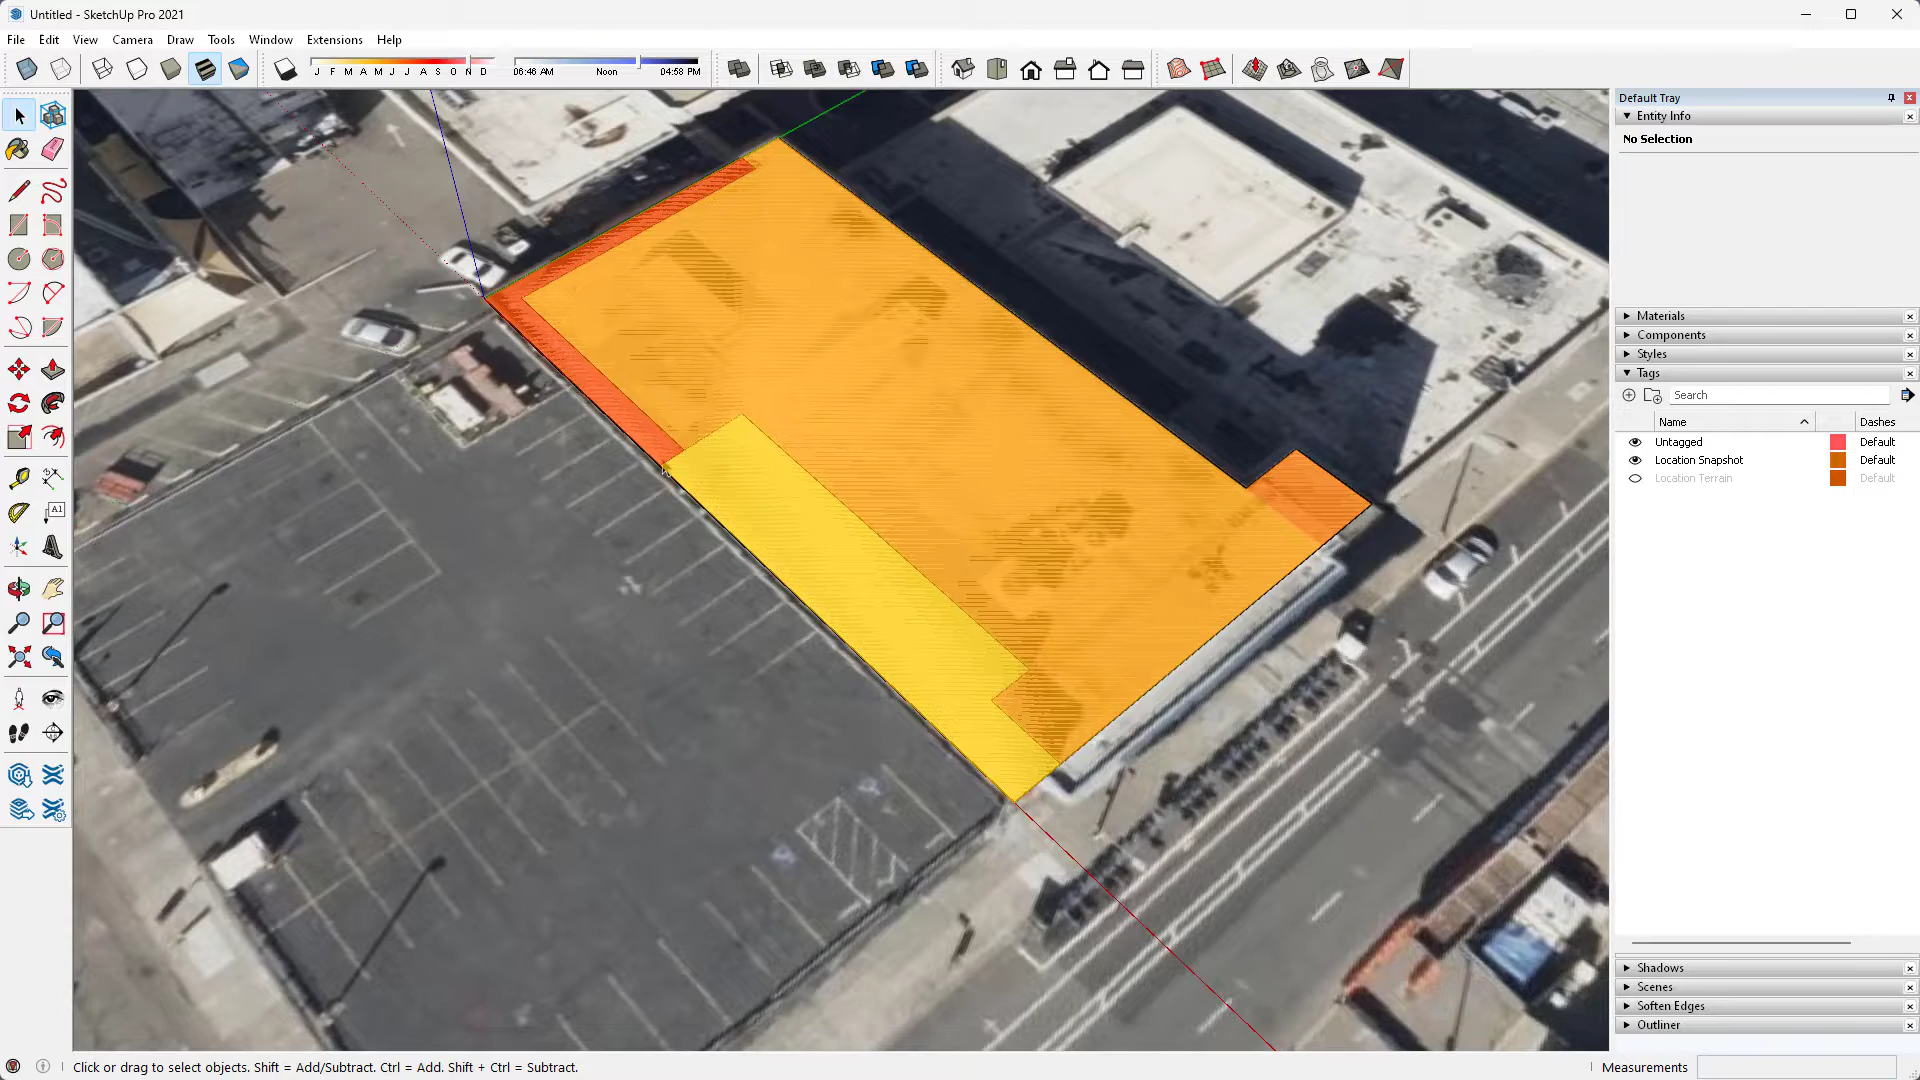 Untitled - SketchUp Pro 2021
File Edit View Camera Draw Tools Window Extensions Help
J F M A M J J A S O N D
06:46 AM Noon 04:58 PM
Default Tray
Entity Info
No Selection
Materials
Components
Styles
Tags
Search
Name Dashes
Untagged Default
Location Snapshot Default
Location Terrain Default
A1
Shadows
Scenes
Soften Edges
Outliner
Click or drag to select objects. Shift = Add/Subtract. Ctrl = Add. Shift + Ctrl = Subtract.
Measurements